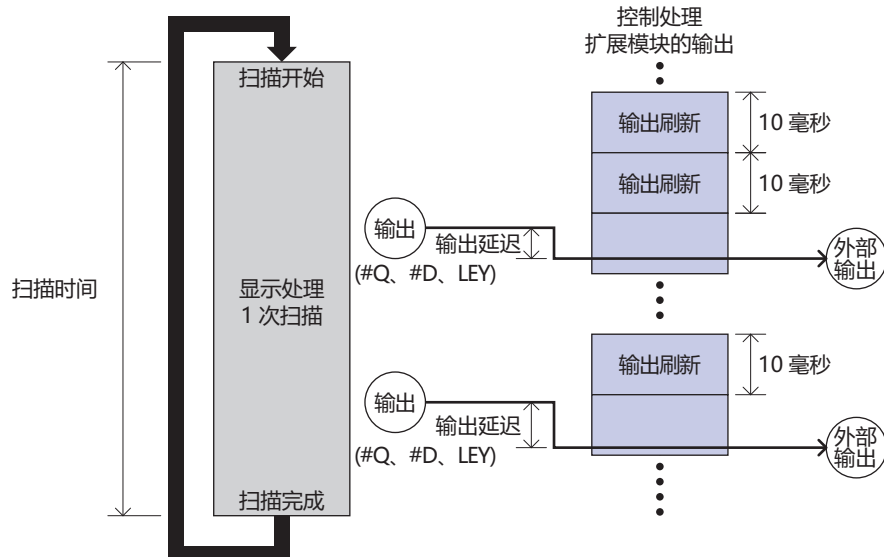 控制处理
扩展模块的输出
扫描开始
输出刷新
10 毫秒
输出刷新
10 毫秒
输出
输出延迟
(#Q、#D、LEY)
外部
输出
扫描时间
显示处理
1 次扫描
输出刷新
10 毫秒
输出
输出延迟
(#Q、#D、LEY)
外部
输出
扫描完成